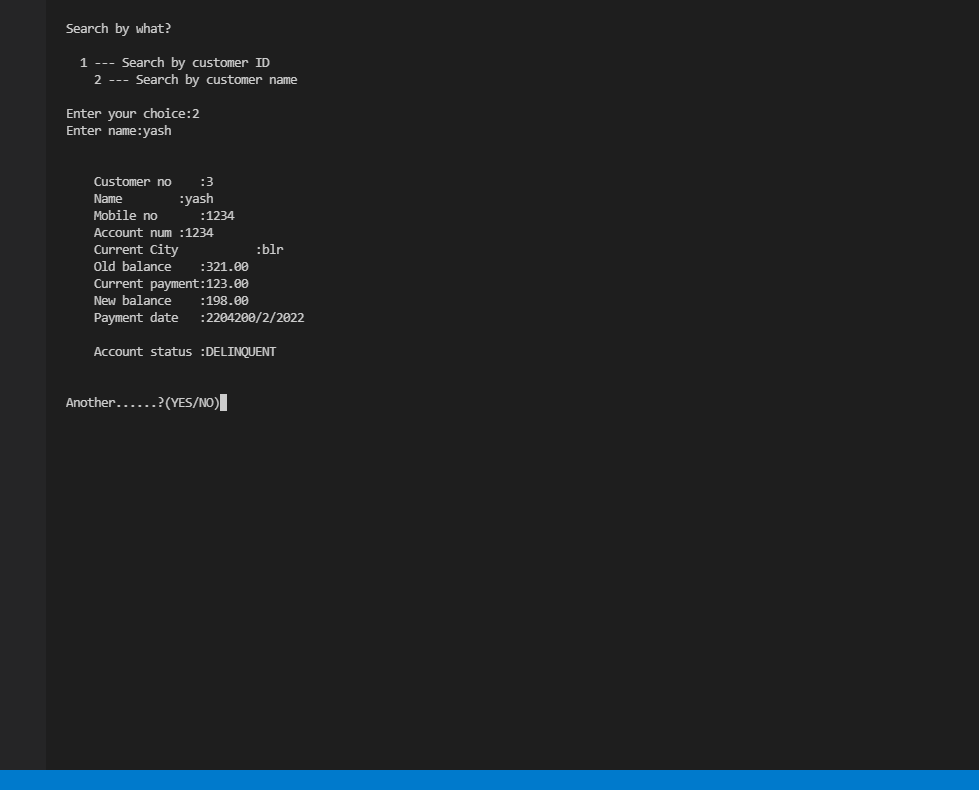 Search by what?
1 --- Search by customer ID
2 --- Search by customer name
Enter your choice:2
Enter name:yash
Customer no    :3
Name        :yash
Mobile no      :1234
Account num :1234
Current City           :blr
Old balance    :321.00
Current payment:123.00
New balance    :198.00
Payment date   :2204200/2/2022
Account status :DELINQUENT
Another......?(YES/NO)